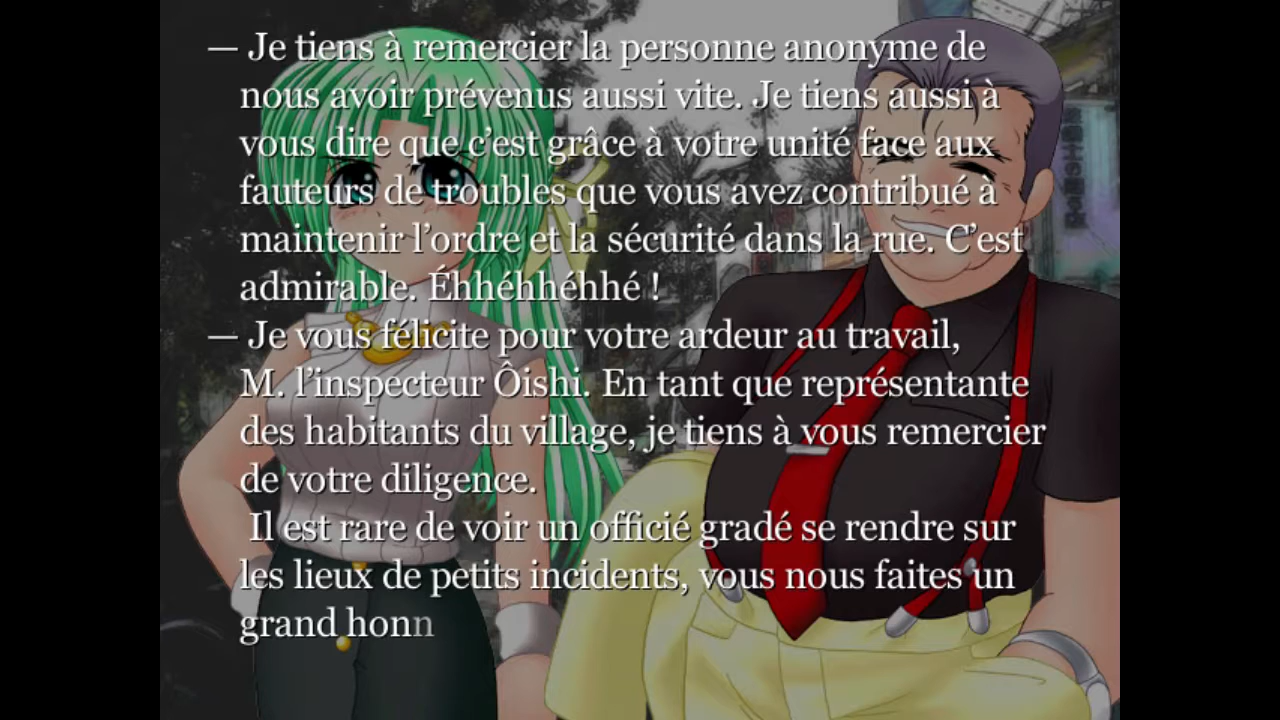 — Je tiens à remercier la personne anonyme de
nous avoir prévenus aussi vite. Je tiens aussi à
vous dire que c’est grâce à votre unité face aux
fauteurs de troubles que vous avez contribué à
maintenir l’ordre et la sécurité dans la rue. C’est
admirable. Éhhéhhéhhé !
— Je vous félicite pour votre ardeur au travail,
M. l’inspecteur Ôishi. En tant que représentante
des habitants du village, je tiens à vous remercier
de votre diligence.
Il est rare de voir un officié gradé se rendre sur
les lieux de petits incidents, vous nous faites un
grand honn